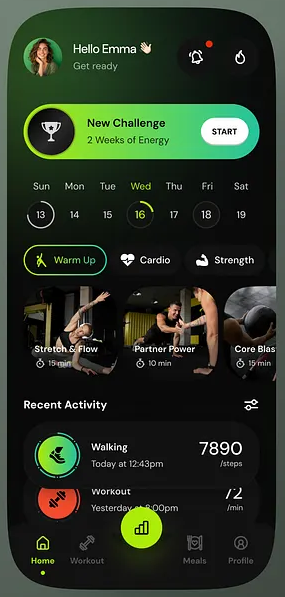 Hello Emma 👋🏻
Get ready
New Challenge
2 Weeks of Energy
START
Sun Mon Tue Wed Thu Fri Sat
13 14 15 16 17 18 19
Warm Up Cardio Strength
Stretch & Flow Partner Power Core Blas
15 min 10 min 15 min
Recent Activity
Walking 7890
Today at 12:43pm /steps
Workout 72
Yesterday at 8:00pm /min
Home Workout Meals Profile